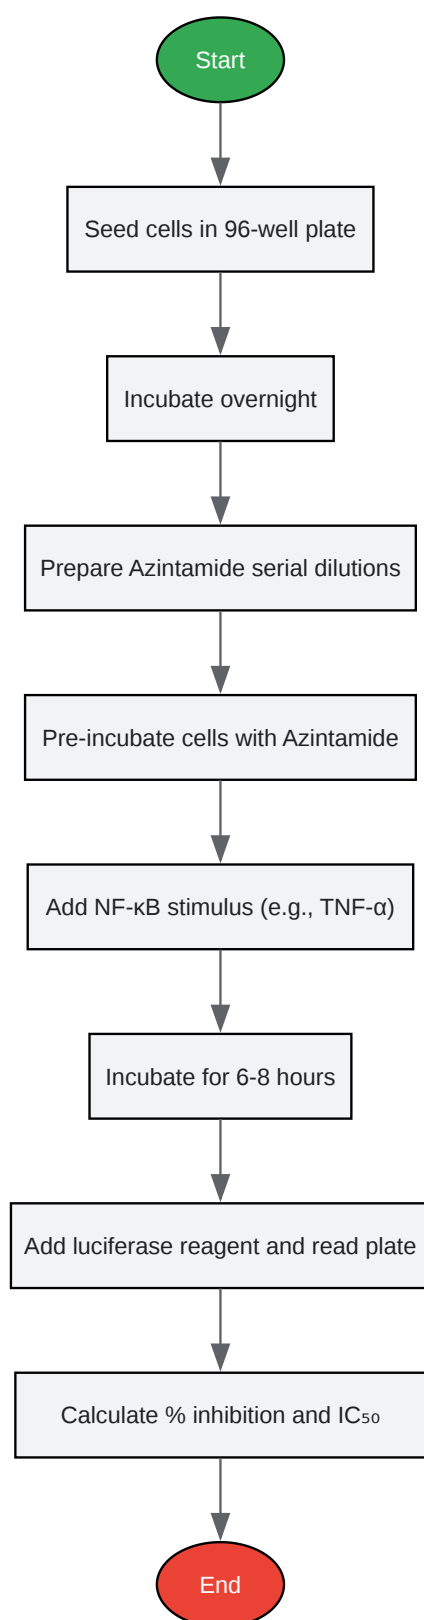 Start
Seed cells in 96-well plate
Incubate overnight
Prepare Azintamide serial dilutions
Pre-incubate cells with Azintamide
Add NF-κB stimulus (e.g., TNF-α)
Incubate for 6-8 hours
Add luciferase reagent and read plate
Calculate % inhibition and IC₅₀
End